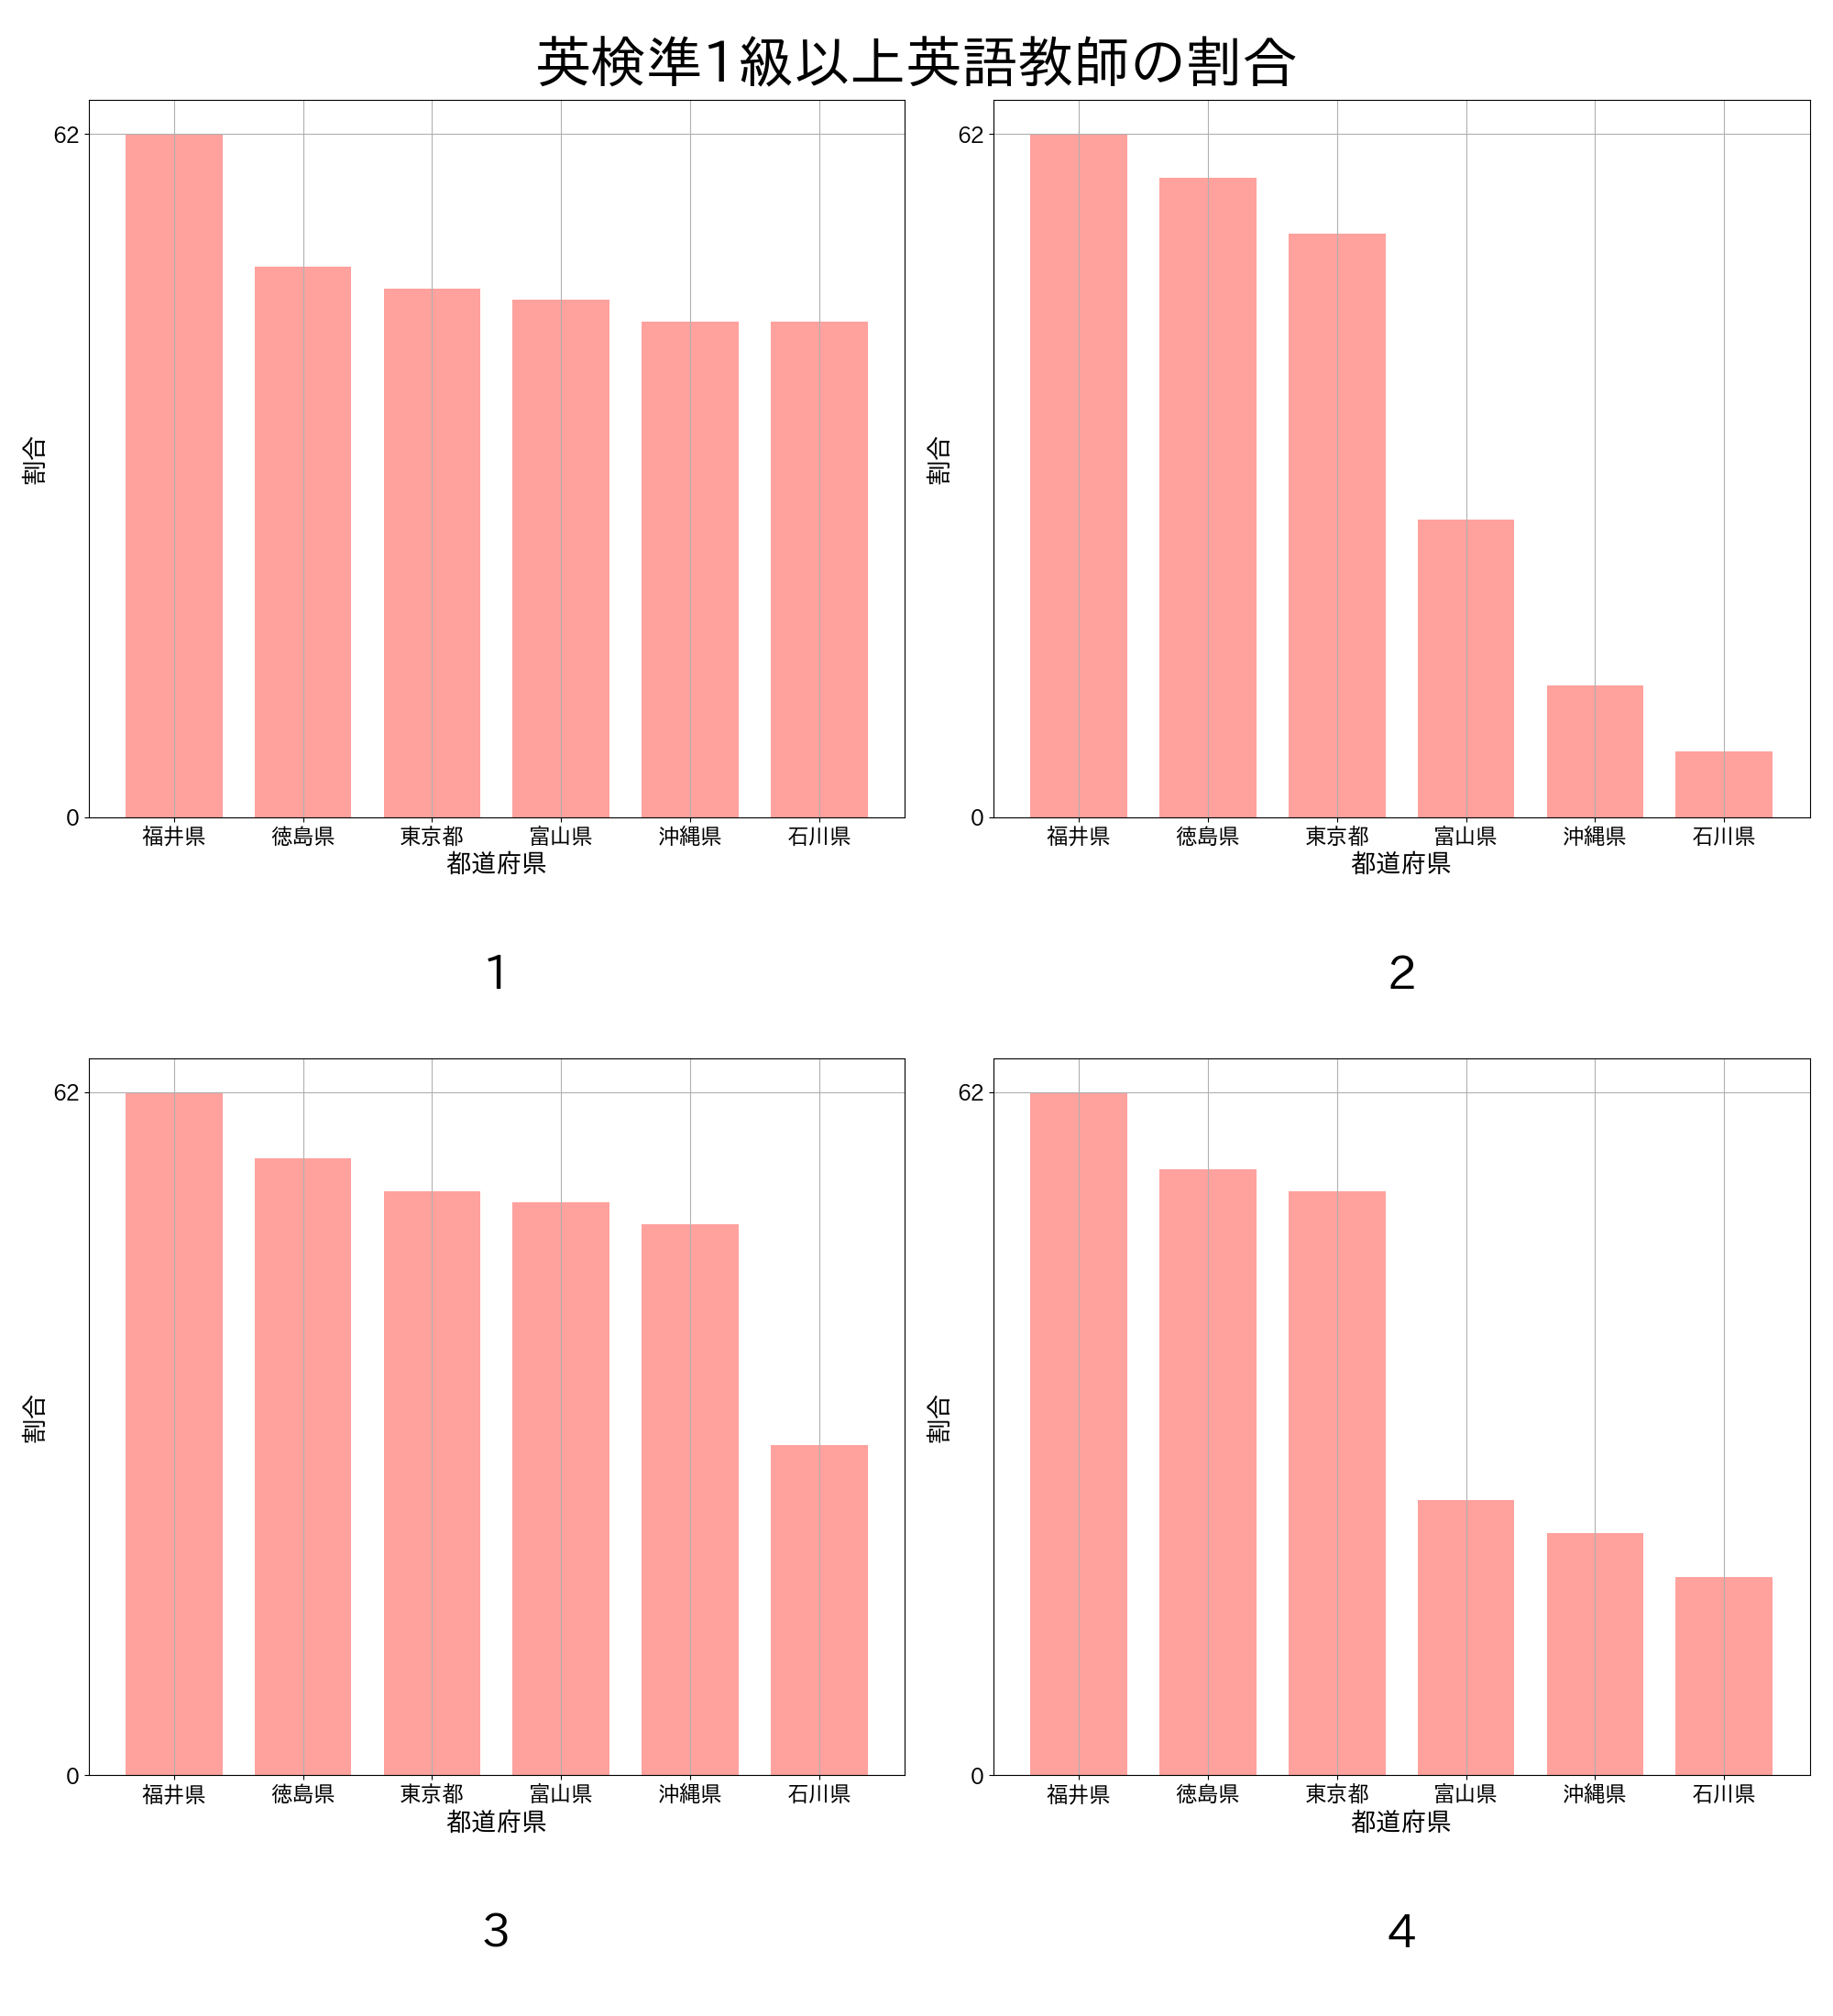 英検準1級以上英語教師の割合
62
0
割合
福井県 徳島県 東京都 富山県 沖縄県 石川県
都道府県
1
62
0
割合
福井県 徳島県 東京都 富山県 沖縄県 石川県
都道府県
2
62
0
割合
福井県 徳島県 東京都 富山県 沖縄県 石川県
都道府県
3
62
0
割合
福井県 徳島県 東京都 富山県 沖縄県 石川県
都道府県
4